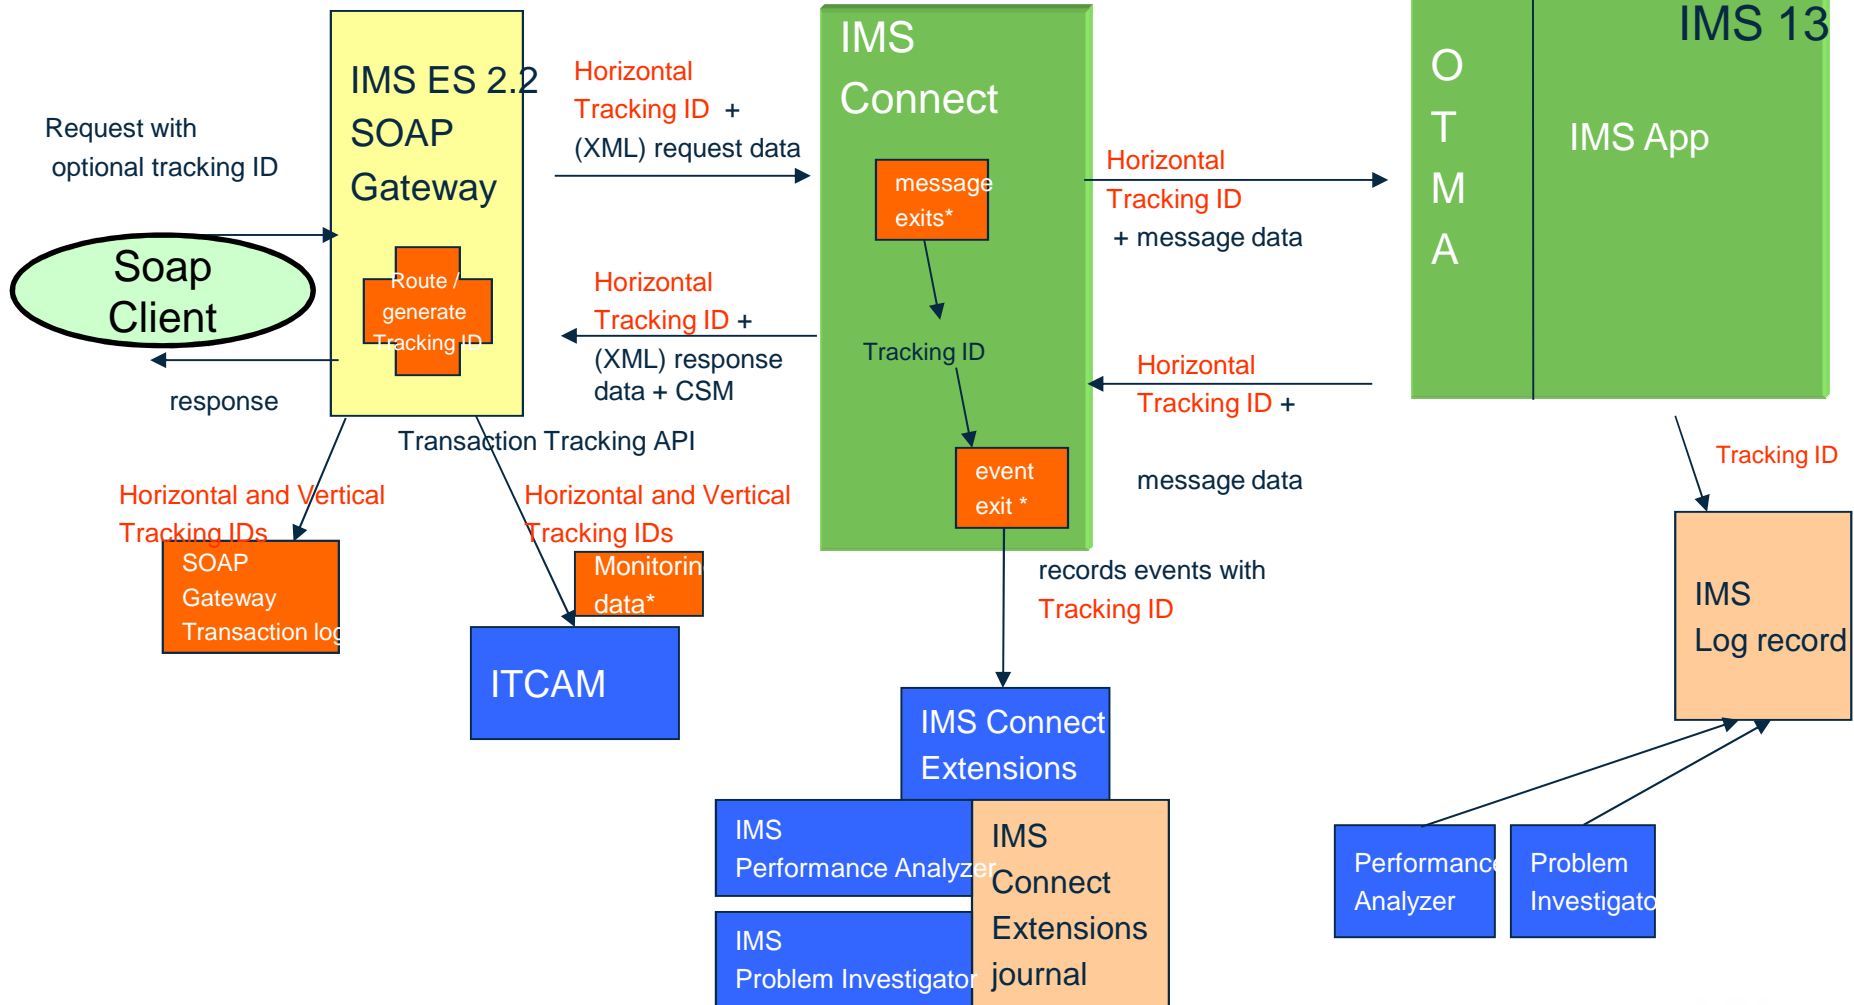 IMS 13
IMS ES 2.2
SOAP
Gateway
Request with
optional tracking ID
Soap
Client
response
Route /
generate
Tracking ID
Horizontal
Tracking ID +
(XML) request data
Horizontal
Tracking ID +
(XML) response
data + CSM
IMS
Connect
message
exits*
Tracking ID
event
exit *
Horizontal
Tracking ID
+ message data
Horizontal
Tracking ID +
message data
O
T
M
A
IMS App
Tracking ID
Transaction Tracking API
Horizontal and Vertical
Tracking IDs
Horizontal and Vertical
Tracking IDs
SOAP
Gateway
Transaction log
Monitorin
data*
ITCAM
records events with
Tracking ID
IMS
Log record
IMS Connect
Extensions
IMS
Performance Analyzer
IMS
Problem Investigator
IMS
Connect
Extensions
journal
Performance
Analyzer
Problem
Investigato